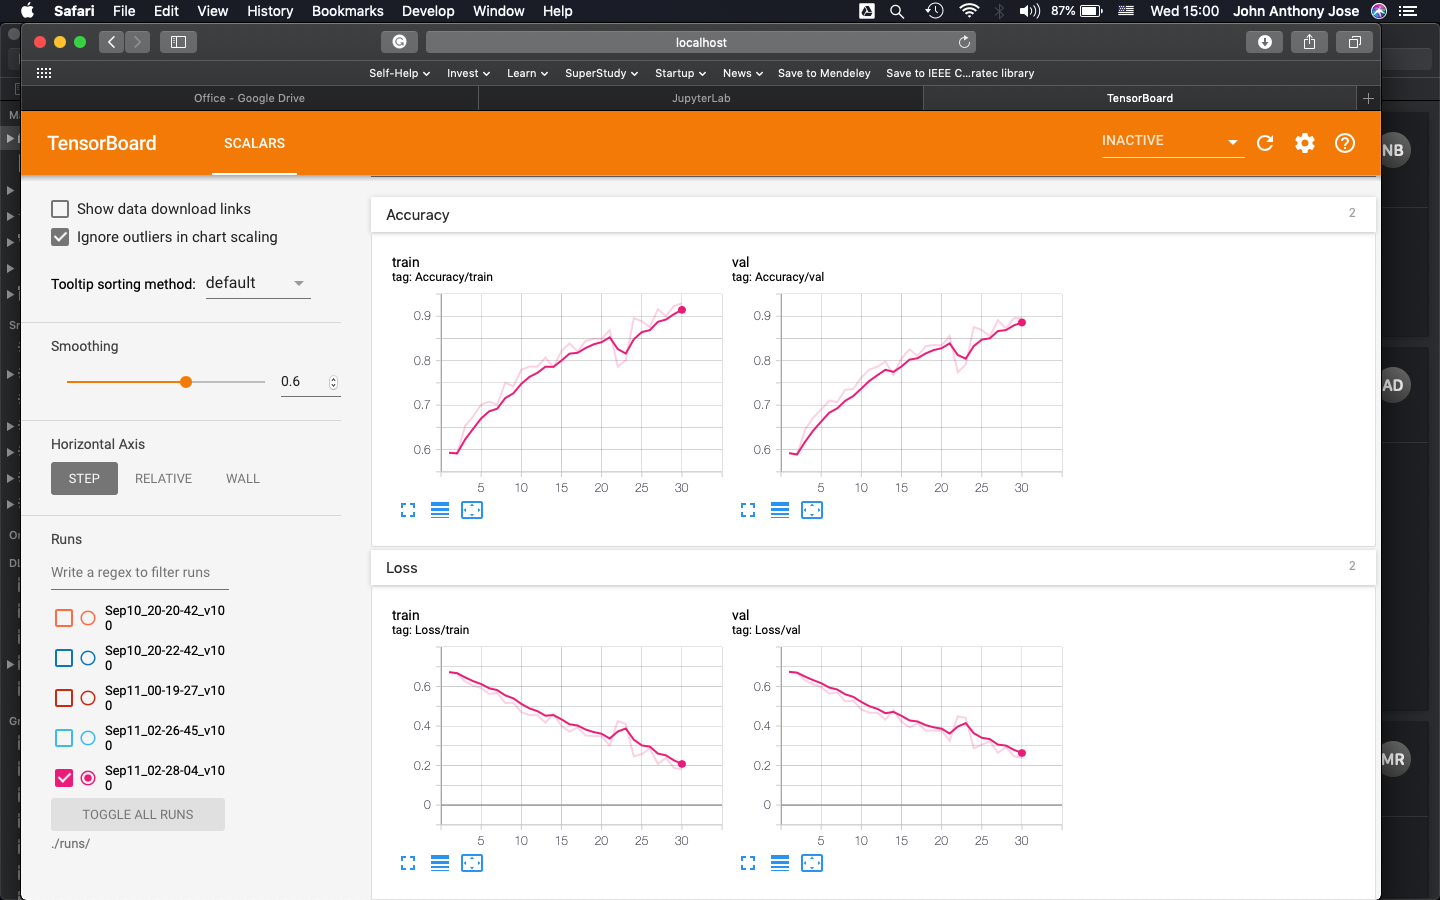 Safari File Edit View History Bookmarks Develop Window Help 87% Wed 15:00 John Anthony Jose
localhost
Self-Help Invest Learn SuperStudy Startup News Save to Mendeley Save to IEEE C...ratec library
Office - Google Drive JupyterLab TensorBoard
TensorBoard SCALARS INACTIVE
Show data download links
Ignore outliers in chart scaling
Tooltip sorting method: default
Smoothing
0.6
Horizontal Axis
STEP RELATIVE WALL
Runs
Write a regex to filter runs
Sep10_20-20-42_v10
0
Sep10_20-22-42_v10
0
Sep11_00-19-27_v10
0
Sep11_02-26-45_v10
0
Sep11_02-28-04_v10
0
TOGGLE ALL RUNS
./runs/
Accuracy 2
train
tag: Accuracy/train
0.9
0.8
0.7
0.6
5 10 15 20 25 30
val
tag: Accuracy/val
0.9
0.8
0.7
0.6
5 10 15 20 25 30
Loss 2
train
tag: Loss/train
0.6
0.4
0.2
0
5 10 15 20 25 30
val
tag: Loss/val
0.6
0.4
0.2
0
5 10 15 20 25 30
NB
AD
MR